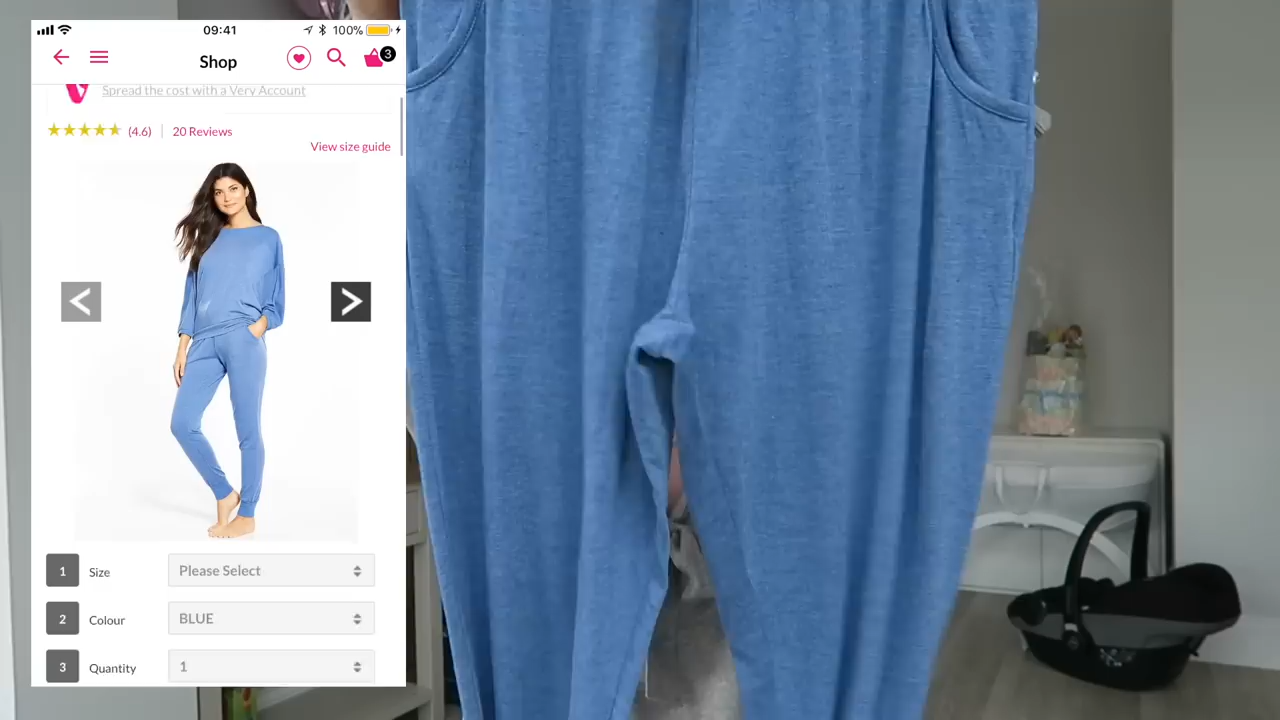 09:41
100%
Shop
3
Spread the cost with a Very Account
(4.6)
20 Reviews
View size guide
<
>
1 Size Please Select
2 Colour BLUE
3 Quantity 1